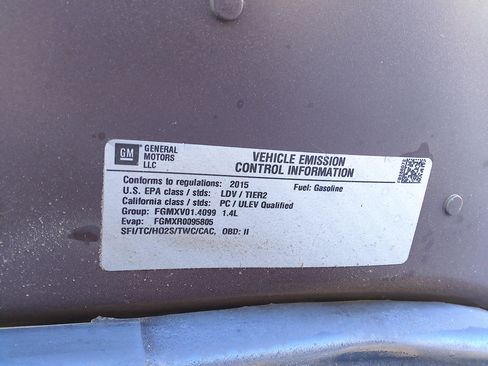 GM GENERAL MOTORS LLC
VEHICLE EMISSION
CONTROL INFORMATION
Conforms to regulations: 2015 Fuel: Gasoline
U.S. EPA class / stds: LDV / TIER2
California class / stds: PC / ULEV Qualified
Group: FGMXV01.4099 1.4L
Evap: FGMXR0095805
SFI/TC/HO2S/TWC/CAC, OBD: II